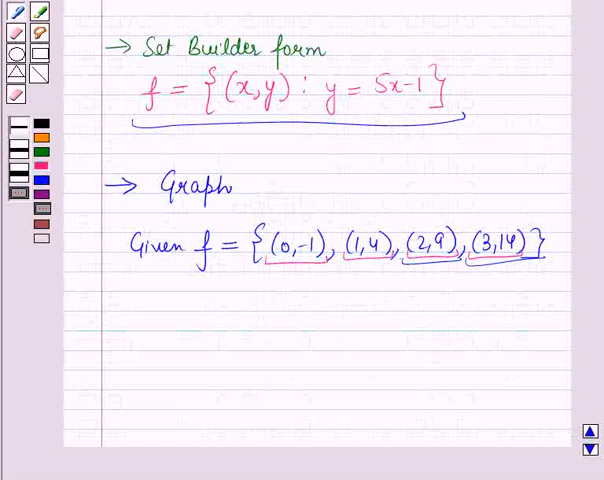 → Set Builder form
f = {(x,y) : y = 5x-1}
→ Graph
Given f = {(0,-1), (1,4), (2,9), (3,14)}